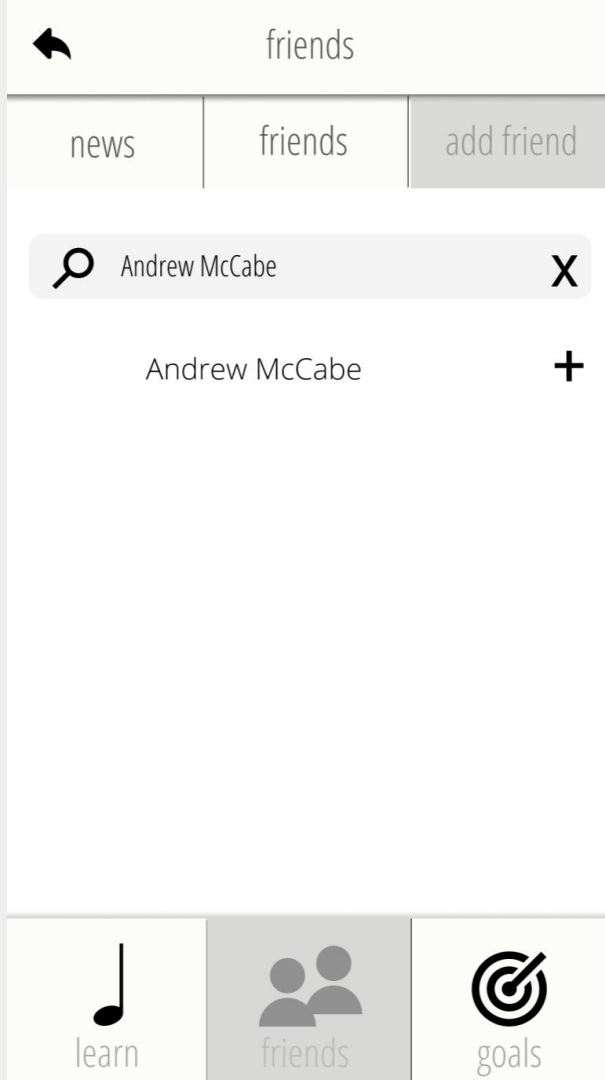 friends
news friends add friend
Andrew McCabe X
Andrew McCabe +
learn friends goals